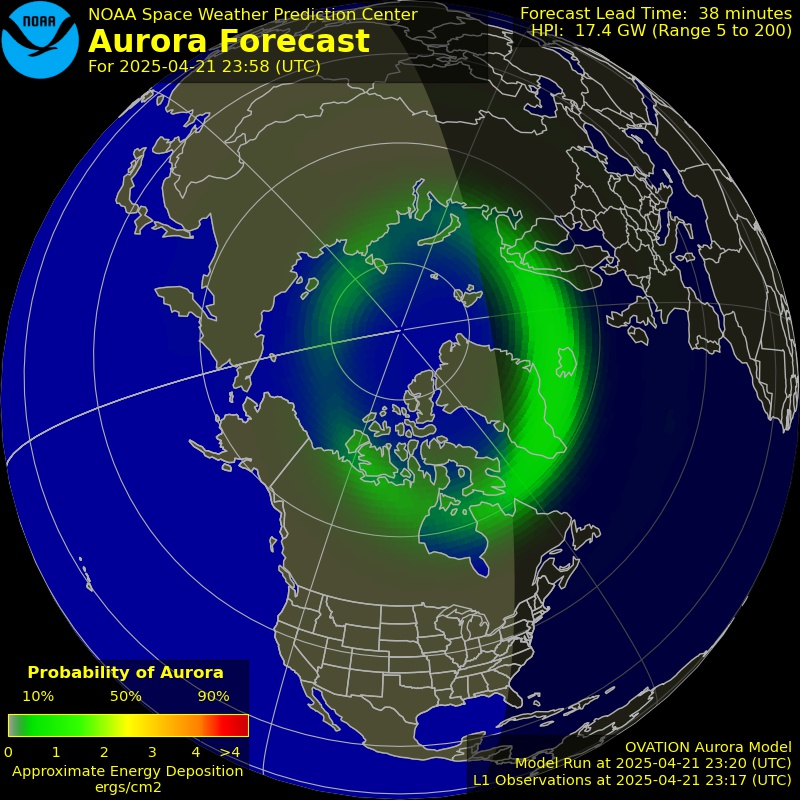 NOAA
NOAA Space Weather Prediction Center
Aurora Forecast
For 2025-04-21 23:58 (UTC)
Forecast Lead Time: 38 minutes
HPI: 17.4 GW (Range 5 to 200)
Probability of Aurora
10% 50% 90%
0 1 2 3 4 >4
Approximate Energy Deposition
ergs/cm2
OVATION Aurora Model
Model Run at 2025-04-21 23:20 (UTC)
L1 Observations at 2025-04-21 23:17 (UTC)